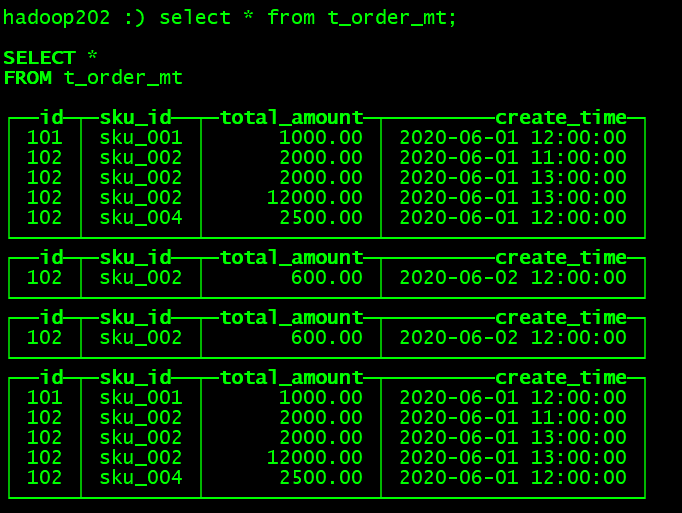 hadoop202 :) select * from t_order_mt;
SELECT *
FROM t_order_mt
id sku_id total_amount create_time
101 sku_001 1000.00 2020-06-01 12:00:00
102 sku_002 2000.00 2020-06-01 11:00:00
102 sku_002 2000.00 2020-06-01 13:00:00
102 sku_002 12000.00 2020-06-01 13:00:00
102 sku_004 2500.00 2020-06-01 12:00:00
id sku_id total_amount create_time
102 sku_002 600.00 2020-06-02 12:00:00
id sku_id total_amount create_time
102 sku_002 600.00 2020-06-02 12:00:00
id sku_id total_amount create_time
101 sku_001 1000.00 2020-06-01 12:00:00
102 sku_002 2000.00 2020-06-01 11:00:00
102 sku_002 2000.00 2020-06-01 13:00:00
102 sku_002 12000.00 2020-06-01 13:00:00
102 sku_004 2500.00 2020-06-01 12:00:00